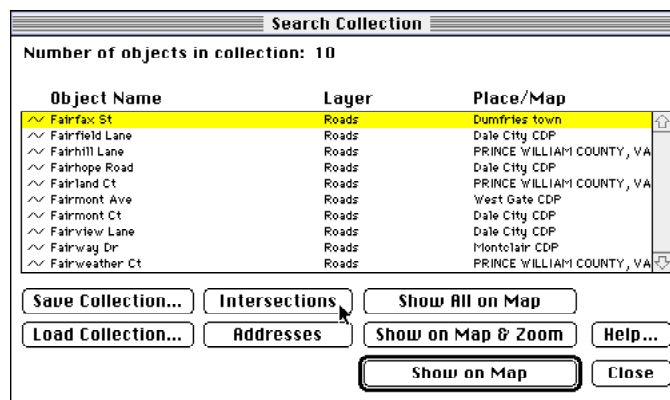 Search Collection
Number of objects in collection: 10
Object Name Layer Place/Map
Fairfax St Roads Dumfries town
Fairfield Lane Roads Dale City CDP
Fairhill Lane Roads PRINCE WILLIAM COUNTY, VA
Fairhope Road Roads Dale City CDP
Fairland Ct Roads PRINCE WILLIAM COUNTY, VA
Fairmont Ave Roads West Gate CDP
Fairmont Ct Roads Dale City CDP
Fairview Lane Roads Dale City CDP
Fairway Dr Roads Montclair CDP
Fairweather Ct Roads PRINCE WILLIAM COUNTY, VA
Save Collection... Intersections Show All on Map
Load Collection... Addresses Show on Map & Zoom Help...
Show on Map Close